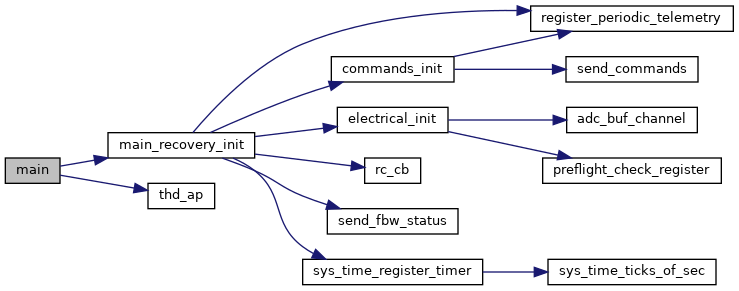 main
main_recovery_init
thd_ap
register_periodic_telemetry
commands_init
send_commands
electrical_init
adc_buf_channel
preflight_check_register
rc_cb
send_fbw_status
sys_time_register_timer
sys_time_ticks_of_sec